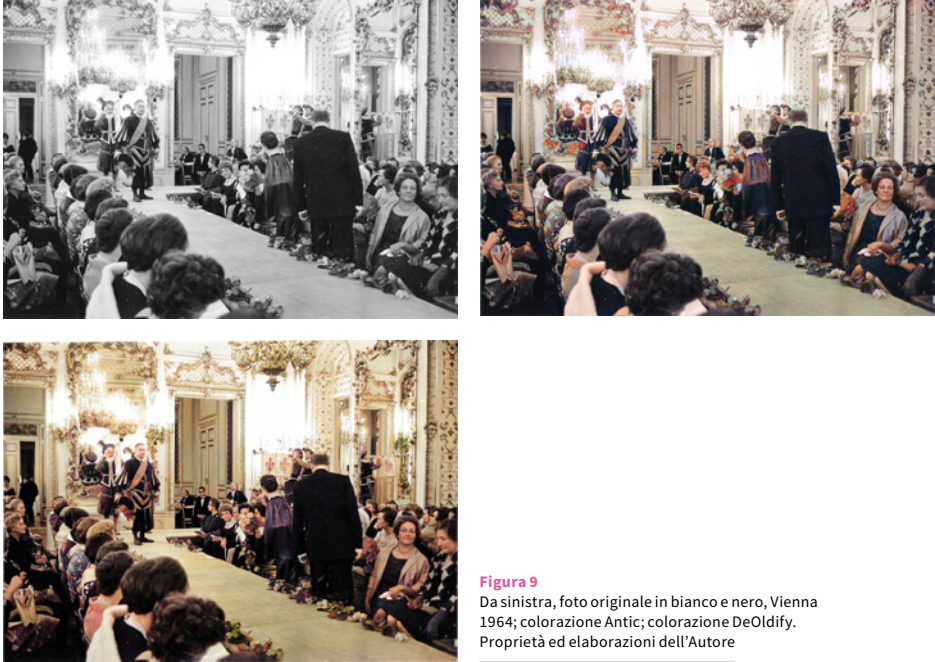 Figura 9
Da sinistra, foto originale in bianco e nero, Vienna
1964; colorazione Antic; colorazione DeOldify.
Proprietà ed elaborazioni dell’Autore